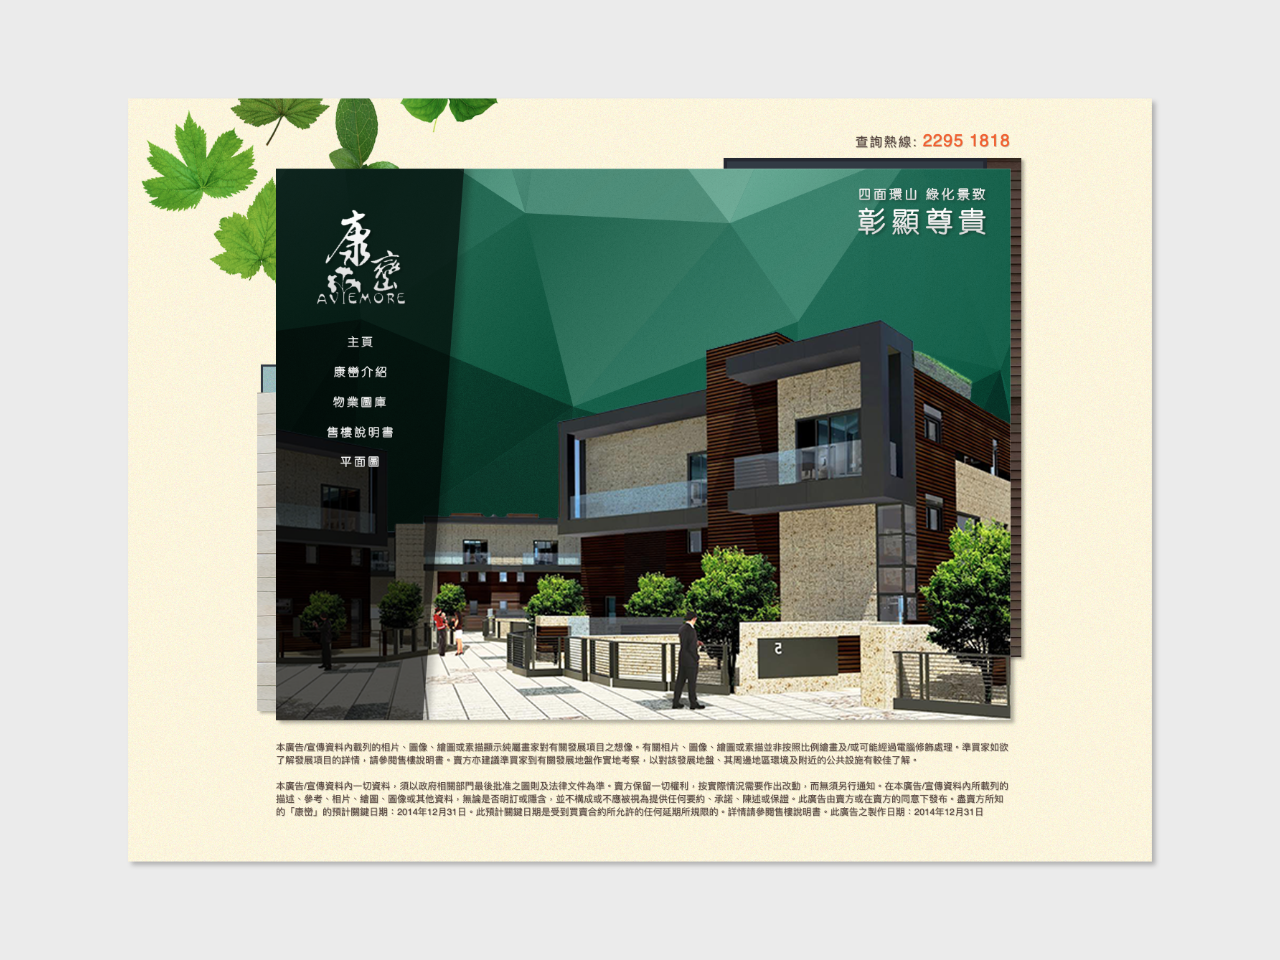 查詢熱線: 2295 1818
四面環山 綠化景致
彰顯尊貴
康巒
AVIEMORE
主頁
康巒介紹
物業圖庫
售樓說明書
平面圖
5
本廣告/宣傳資料內載列的相片、圖像、繪圖或素描顯示純屬畫家對有關發展項目之想像。有關相片、圖像、繪圖或素描並非按照比例繪畫及/或可能經過電腦修飾處理。準買家如欲
了解發展項目的詳情，請參閱售樓說明書。賣方亦建議準買家到有關發展地盤作實地考察，以對該發展地盤、其周邊地區環境及附近的公共設施有較佳了解。
本廣告/宣傳資料內一切資料，須以政府相關部門最後批准之圖則及法律文件為準。賣方保留一切權利，按實際情況需要作出改動，而無須另行通知。在本廣告/宣傳資料內所載列的
描述、參考、相片、繪圖、圖像或其他資料，無論是否明訂或隱含，並不構成或不應被視為提供任何要約、承諾、陳述或保證。此廣告由賣方或在賣方的同意下發布。盡賣方所知
的「康巒」的預計關鍵日期：2014年12月31日。此預計關鍵日期是受到買賣合約所允許的任何延期所規限的。詳情請參閱售樓說明書。此廣告之製作日期：2014年12月31日